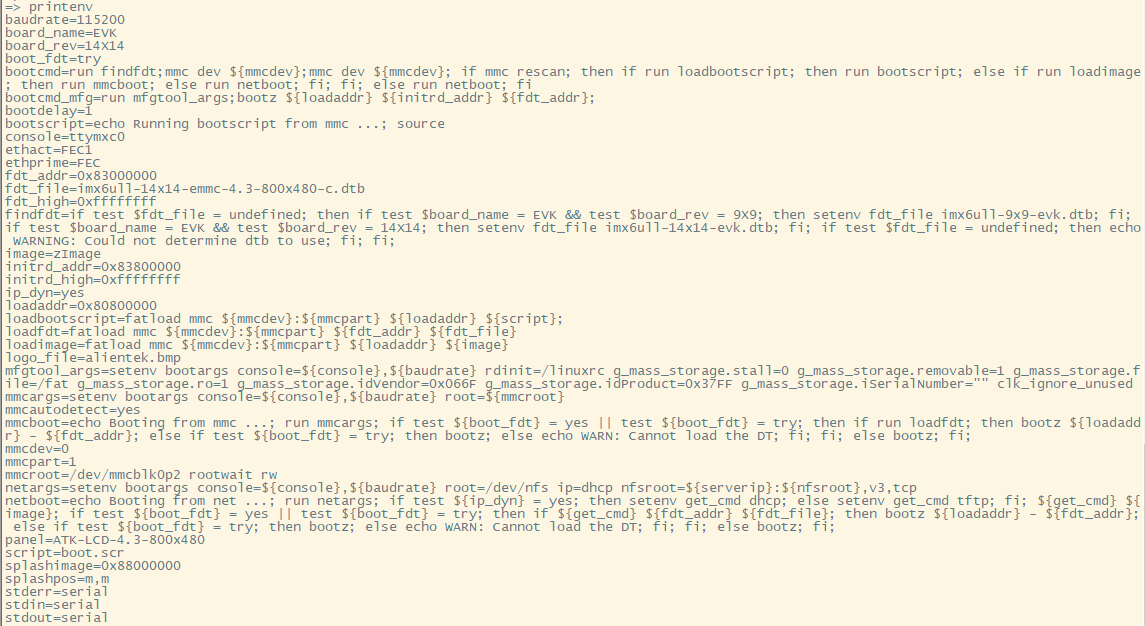 => printenv
baudrate=115200
board_name=EVK
board_rev=14X14
boot_fdt=try
bootcmd=run findfdt;mmc dev ${mmcdev};mmc dev ${mmcdev}; if mmc rescan; then if run loadbootscript; then run bootscript; else if run loadimage
; then run mmcboot; else run netboot; fi; fi; else run netboot; fi
bootcmd_mfg=run mfgtool_args;bootz ${loadaddr} ${initrd_addr} ${fdt_addr};
bootdelay=1
bootscript=echo Running bootscript from mmc ...; source
console=ttymxc0
ethact=FEC1
ethprime=FEC
fdt_addr=0x83000000
fdt_file=imx6ull-14x14-emmc-4.3-800x480-c.dtb
fdt_high=0xffffffff
findfdt=if test $fdt_file = undefined; then if test $board_name = EVK && test $board_rev = 9X9; then setenv fdt_file imx6ull-9x9-evk.dtb; fi;
if test $board_name = EVK && test $board_rev = 14X14; then setenv fdt_file imx6ull-14x14-evk.dtb; fi; if test $fdt_file = undefined; then echo
 WARNING: Could not determine dtb to use; fi; fi;
image=zImage
initrd_addr=0x83800000
initrd_high=0xffffffff
ip_dyn=yes
loadaddr=0x80800000
loadbootscript=fatload mmc ${mmcdev}:${mmcpart} ${loadaddr} ${script};
loadfdt=fatload mmc ${mmcdev}:${mmcpart} ${fdt_addr} ${fdt_file}
loadimage=fatload mmc ${mmcdev}:${mmcpart} ${loadaddr} ${image}
logo_file=alientek.bmp
mfgtool_args=setenv bootargs console=${console},${baudrate} rdinit=/linuxrc g_mass_storage.stall=0 g_mass_storage.removable=1 g_mass_storage.f
ile=/fat g_mass_storage.ro=1 g_mass_storage.idVendor=0x066F g_mass_storage.idProduct=0x37FF g_mass_storage.iSerialNumber="" clk_ignore_unused
mmcargs=setenv bootargs console=${console},${baudrate} root=${mmcroot}
mmcautodetect=yes
mmcboot=echo Booting from mmc ...; run mmcargs; if test ${boot_fdt} = yes || test ${boot_fdt} = try; then if run loadfdt; then bootz ${loadadd
r} - ${fdt_addr}; else if test ${boot_fdt} = try; then bootz; else echo WARN: Cannot load the DT; fi; fi; else bootz; fi;
mmcdev=0
mmcpart=1
mmcroot=/dev/mmcblk0p2 rootwait rw
netargs=setenv bootargs console=${console},${baudrate} root=/dev/nfs ip=dhcp nfsroot=${serverip}:${nfsroot},v3,tcp
netboot=echo Booting from net ...; run netargs; if test ${ip_dyn} = yes; then setenv get_cmd dhcp; else setenv get_cmd tftp; fi; ${get_cmd} ${
image}; if test ${boot_fdt} = yes || test ${boot_fdt} = try; then if ${get_cmd} ${fdt_addr} ${fdt_file}; then bootz ${loadaddr} - ${fdt_addr};
 else if test ${boot_fdt} = try; then bootz; else echo WARN: Cannot load the DT; fi; fi; else bootz; fi;
panel=ATK-LCD-4.3-800x480
script=boot.scr
splashimage=0x88000000
splashpos=m,m
stderr=serial
stdin=serial
stdout=serial